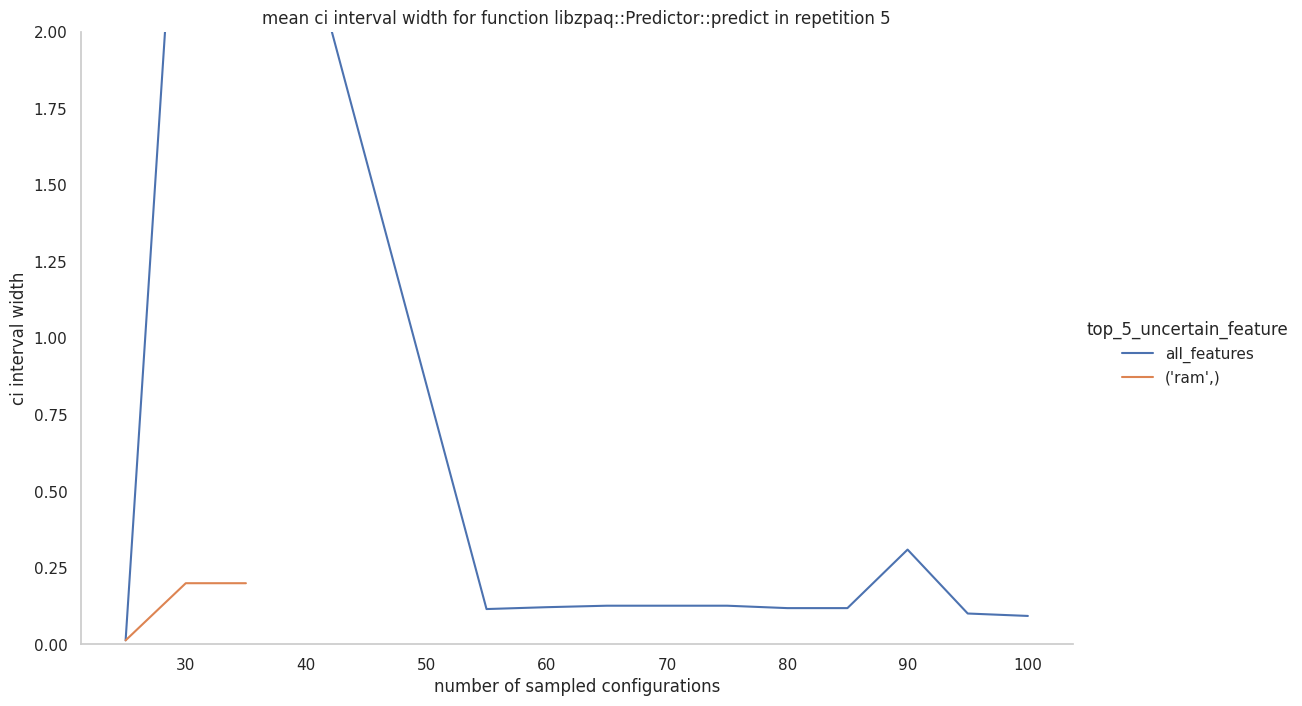 mean ci interval width for function libzpaq::Predictor::predict in repetition 5
2.00
1.75
1.50
1.25
1.00
0.75
0.50
0.25
0.00
ci interval width
30 40 50 60 70 80 90 100
number of sampled configurations
top_5_uncertain_feature
all_features
('ram',)